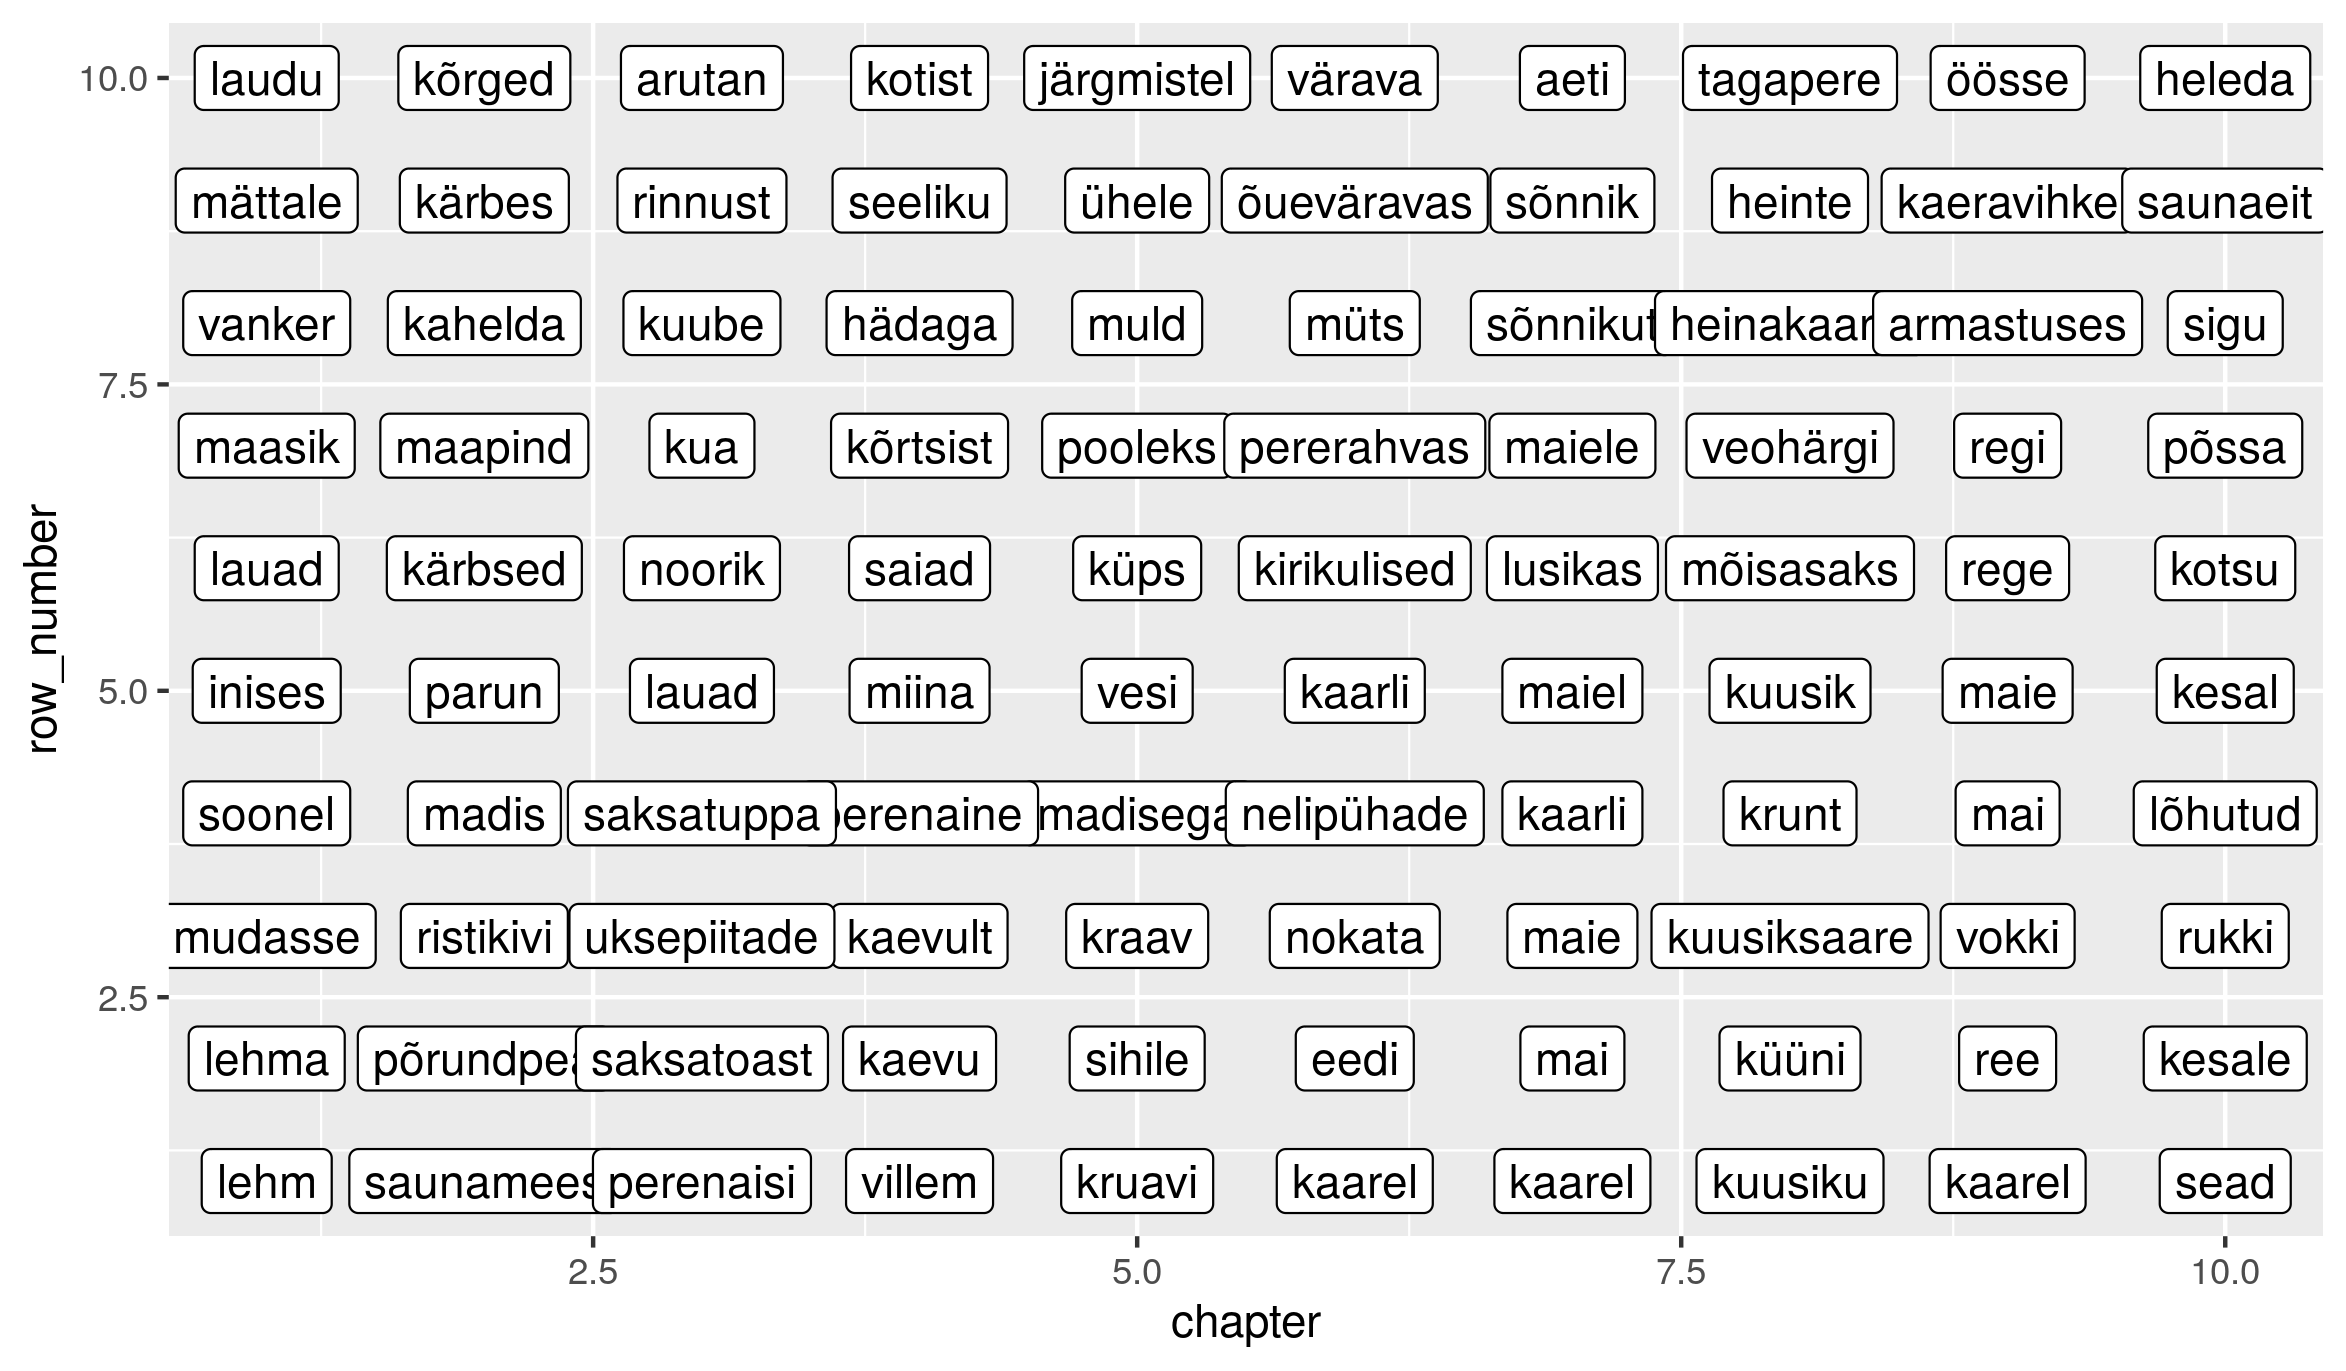 10.0 laudu kõrged arutan kotist järgmistel värava aeti tagapere öösse heleda
mättale kärbes rinnust seeliku ühele õueväravas sõnnik heinte kaeravihke saunaeit
vanker kahelda kuube hädaga muld müts sõnnikut heinakaar armastuses sigu
7.5
maasik maapind kua kõrtsist pooleks pererahvas maiele veohärgi regi põssa
lauad kärbsed noorik saiad küps kirikulised lusikas mõisasaks rege kotsu
row_number
5.0 inises parun lauad miina vesi kaarli maiel kuusik maie kesal
soonel madis saksatuppa perenaine madisega nelipühade kaarli krunt mai lõhutud
mudasse ristikivi uksepiitade kaevult kraav nokata maie kuusiksaare vokki rukki
2.5
lehma põrundpea saksatoast kaevu sihile eedi mai küüni ree kesale
lehm saunamees perenaisi villem kruavi kaarel kaarel kuusiku kaarel sead
2.5 5.0 7.5 10.0
chapter